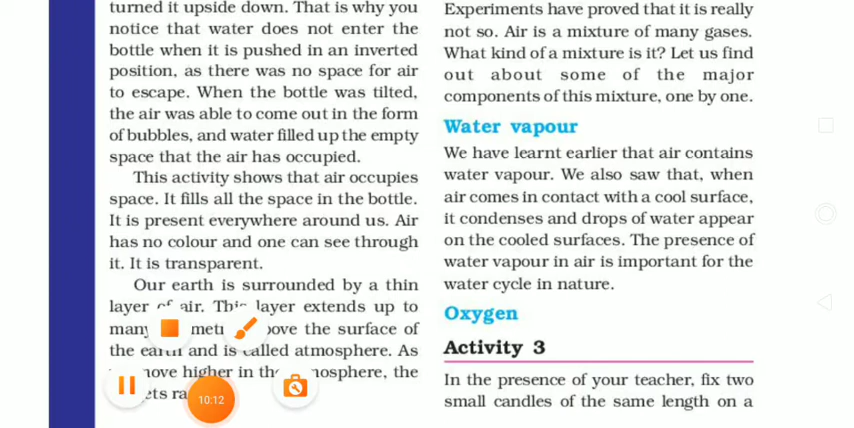 turned it upside down. That is why you
notice that water does not enter the
bottle when it is pushed in an inverted
position, as there was no space for air
to escape. When the bottle was tilted,
the air was able to come out in the form
of bubbles, and water filled up the empty
space that the air has occupied.
This activity shows that air occupies
space. It fills all the space in the bottle.
It is present everywhere around us. Air
has no colour and one can see through
it. It is transparent.
Our earth is surrounded by a thin
layer of air. This layer extends up to
many the surface of
the earth and is called atmosphere. As
higher in the the
10:12
Experiments have proved that it is really
not so. Air is a mixture of many gases.
What kind of a mixture is it? Let us find
out about some of the major
components of this mixture, one by one.
Water vapour
We have learnt earlier that air contains
water vapour. We also saw that, when
air comes in contact with a cool surface,
it condenses and drops of water appear
on the cooled surfaces. The presence of
water vapour in air is important for the
water cycle in nature.
Oxygen
Activity 3
In the presence of your teacher, fix two
small candles of the same length on a